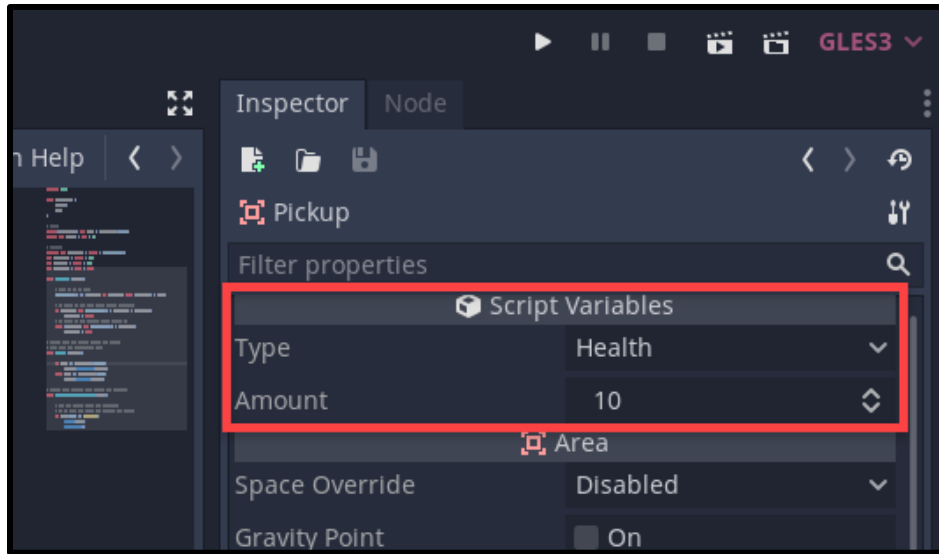 GLES3
Inspector Node
Help
Pickup
Filter properties
Script Variables
Type Health
Amount 10
Area
Space Override Disabled
Gravity Point On